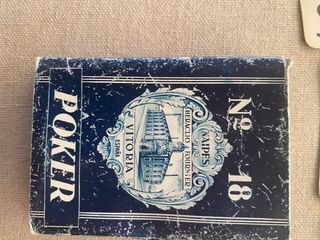 Nº 18
NAIPES
HERACLIO FOURNIER
VITORIA
POKER